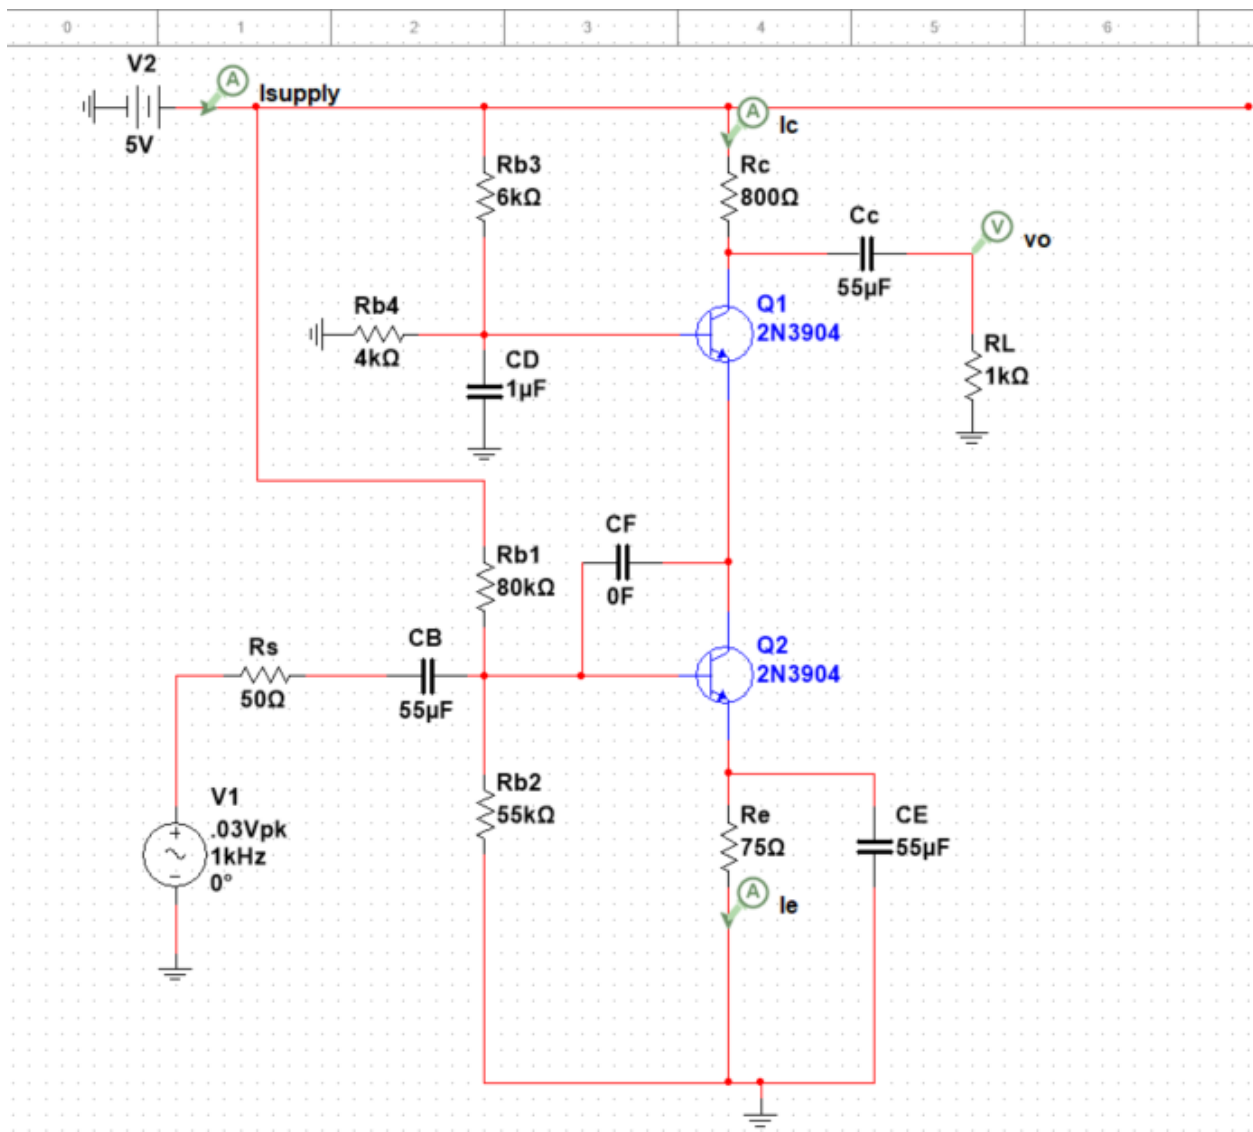 0 1 2 3 4 5 6
V2
A
Isupply
5V
A
Ic
Rb3
6kΩ
Rc
800Ω
Cc
55µF
V
vo
Rb4
4kΩ
CD
1µF
Q1
2N3904
RL
1kΩ
CF
0F
Rb1
80kΩ
Rs
50Ω
CB
55µF
Q2
2N3904
Rb2
55kΩ
V1
.03Vpk
1kHz
0°
Re
75Ω
CE
55µF
A
Ie